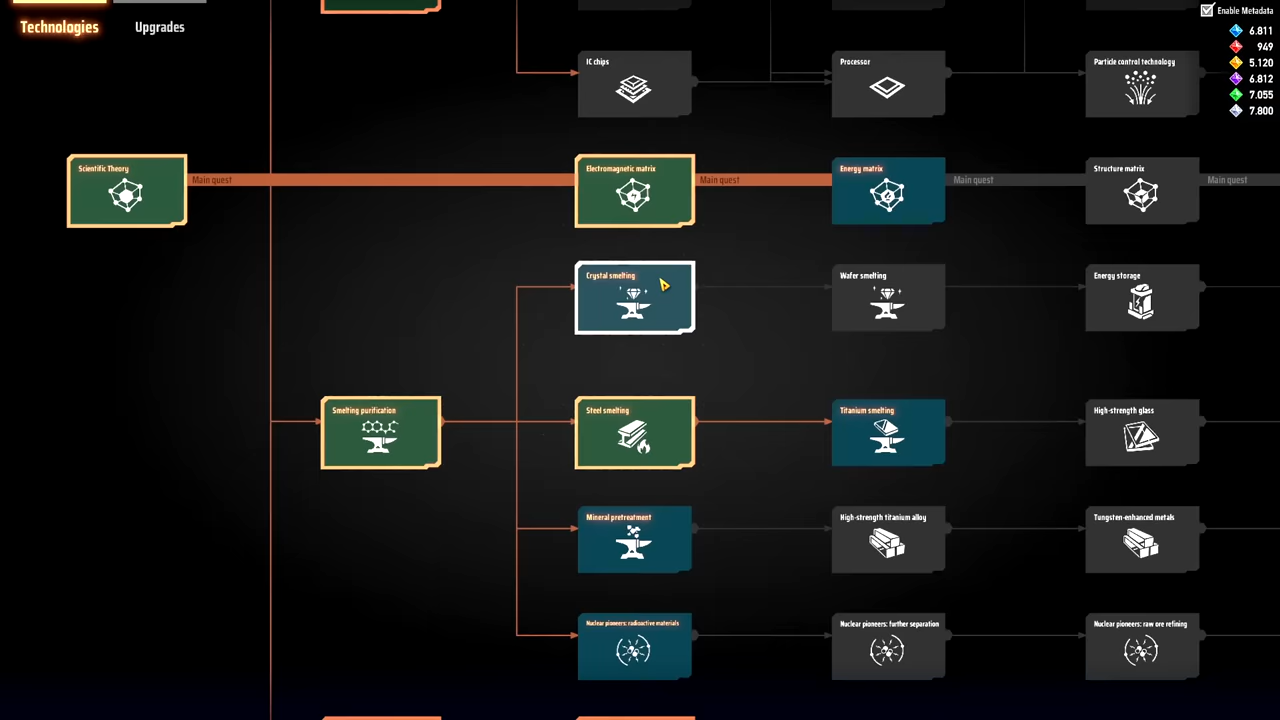 Technologies
Upgrades
Enable Metadata
6.811
949
5.120
6.812
7.055
7.800
IC chips
Processor
Particle control technology
Scientific Theory
Main quest
Electromagnetic matrix
Main quest
Energy matrix
Main quest
Structure matrix
Main quest
Crystal smelting
Wafer smelting
Energy storage
Smelting purification
Steel smelting
Titanium smelting
High-strength glass
Mineral pretreatment
High-strength titanium alloy
Tungsten-enhanced metals
Nuclear pioneers: radioactive materials
Nuclear pioneers: further separation
Nuclear pioneers: raw ore refining